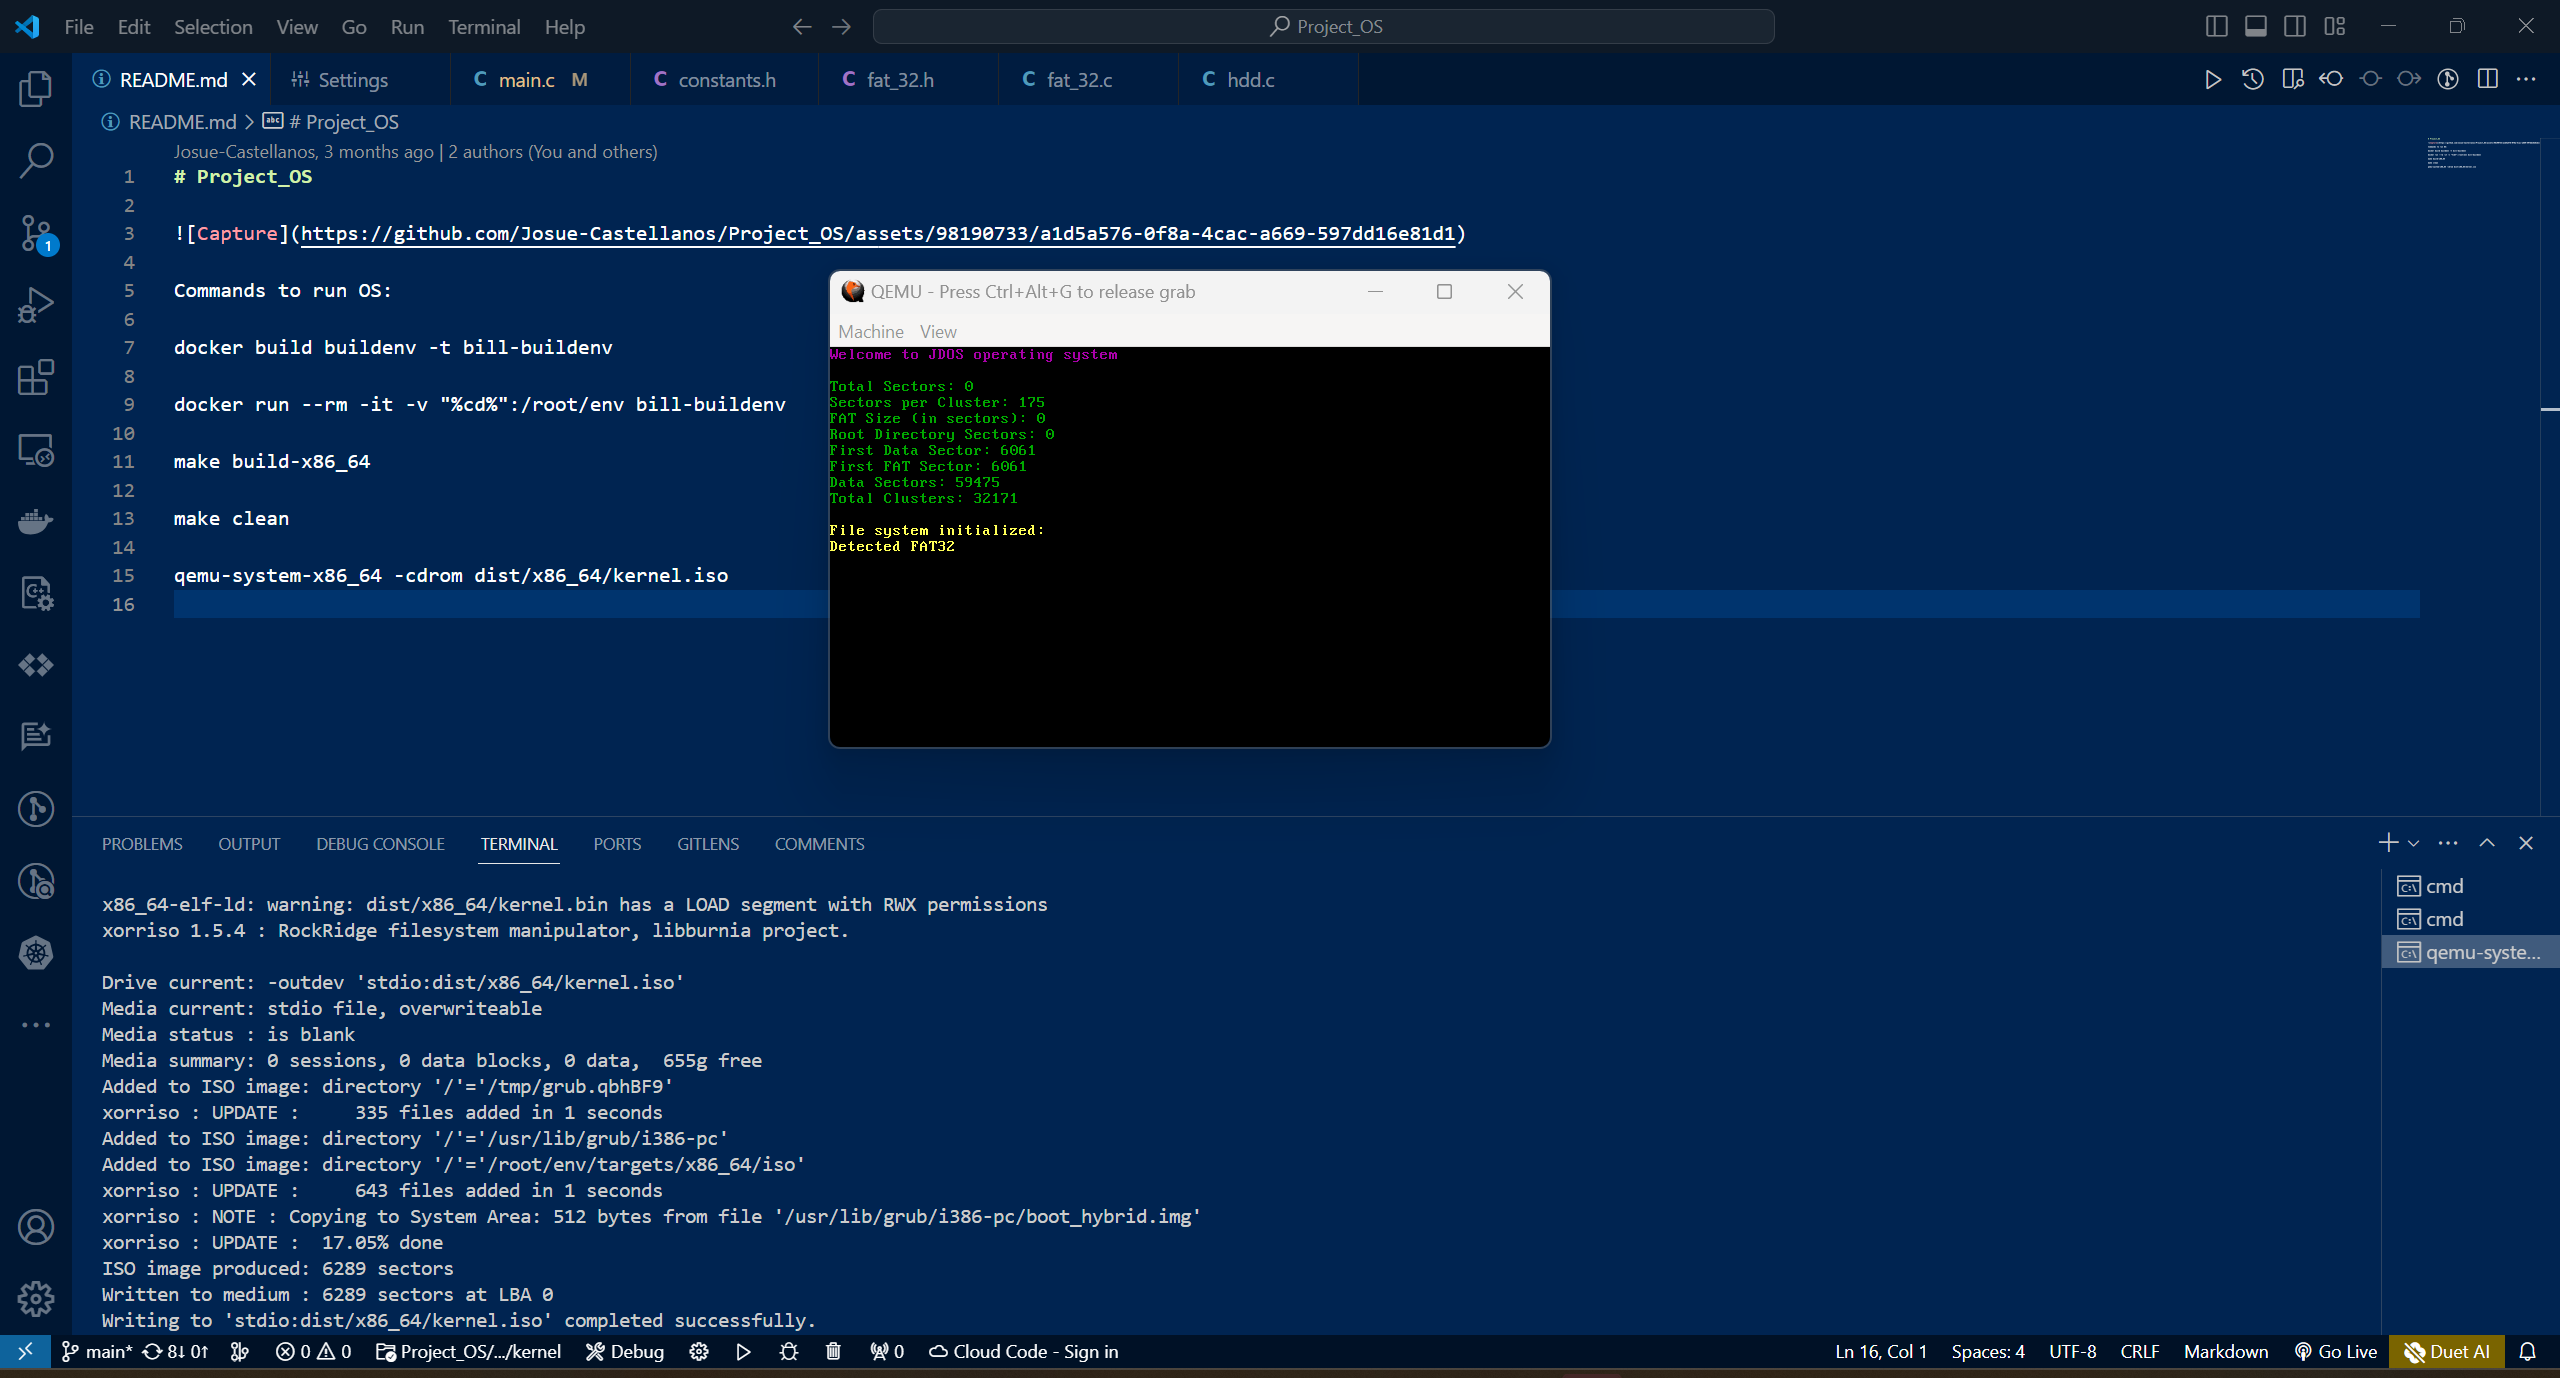 File Edit Selection View Go Run Terminal Help
Project_OS
README.md
Settings
C main.c M
C constants.h
C fat_32.h
C fat_32.c
C hdd.c
README.md > abc # Project_OS
Josue-Castellanos, 3 months ago | 2 authors (You and others)
1 # Project_OS
2
3 ![Capture](https://github.com/Josue-Castellanos/Project_OS/assets/98190733/a1d5a576-0f8a-4cac-a669-597dd16e81d1)
4
5 Commands to run OS:
6
7 docker build buildenv -t bill-buildenv
8
9 docker run --rm -it -v "%cd%":/root/env bill-buildenv
10
11 make build-x86_64
12
13 make clean
14
15 qemu-system-x86_64 -cdrom dist/x86_64/kernel.iso
16
1
QEMU - Press Ctrl+Alt+G to release grab
Machine View
Welcome to JDOS operating system
Total Sectors: 0
Sectors per Cluster: 175
FAT Size (in sectors): 0
Root Directory Sectors: 0
First Data Sector: 6061
First FAT Sector: 6061
Data Sectors: 59475
Total Clusters: 32171
File system initialized:
Detected FAT32
PROBLEMS OUTPUT DEBUG CONSOLE TERMINAL PORTS GITLENS COMMENTS
x86_64-elf-ld: warning: dist/x86_64/kernel.bin has a LOAD segment with RWX permissions
xorriso 1.5.4 : RockRidge filesystem manipulator, libburnia project.
Drive current: -outdev 'stdio:dist/x86_64/kernel.iso'
Media current: stdio file, overwriteable
Media status : is blank
Media summary: 0 sessions, 0 data blocks, 0 data,  655g free
Added to ISO image: directory '/'='/tmp/grub.qbhBF9'
xorriso : UPDATE :     335 files added in 1 seconds
Added to ISO image: directory '/'='/usr/lib/grub/i386-pc'
Added to ISO image: directory '/'='/root/env/targets/x86_64/iso'
xorriso : UPDATE :     643 files added in 1 seconds
xorriso : NOTE : Copying to System Area: 512 bytes from file '/usr/lib/grub/i386-pc/boot_hybrid.img'
xorriso : UPDATE :  17.05% done
ISO image produced: 6289 sectors
Written to medium : 6289 sectors at LBA 0
Writing to 'stdio:dist/x86_64/kernel.iso' completed successfully.
cmd
cmd
qemu-syste...
main* 8↓ 0↑ 0 0 Project_OS/.../kernel Debug 0 Cloud Code - Sign in Ln 16, Col 1 Spaces: 4 UTF-8 CRLF Markdown Go Live Duet AI